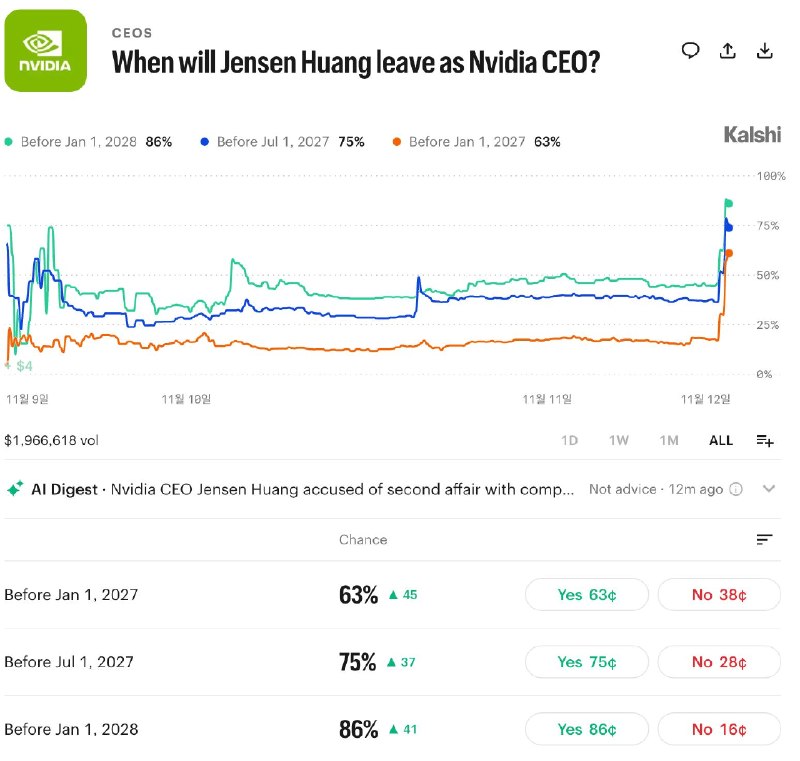 NVIDIA
CEOS
When will Jensen Huang leave as Nvidia CEO?
Before Jan 1, 2028 86% Before Jul 1, 2027 75% Before Jan 1, 2027 63%
Kalshi
100%
75%
50%
25%
0%
+ $4
11월 9일 11월 10일 11월 11일 11월 12일
$1,966,618 vol
1D 1W 1M ALL
AI Digest · Nvidia CEO Jensen Huang accused of second affair with comp... Not advice · 12m ago
Chance
Before Jan 1, 2027 63% ▲ 45 Yes 63¢ No 38¢
Before Jul 1, 2027 75% ▲ 37 Yes 75¢ No 28¢
Before Jan 1, 2028 86% ▲ 41 Yes 86¢ No 16¢